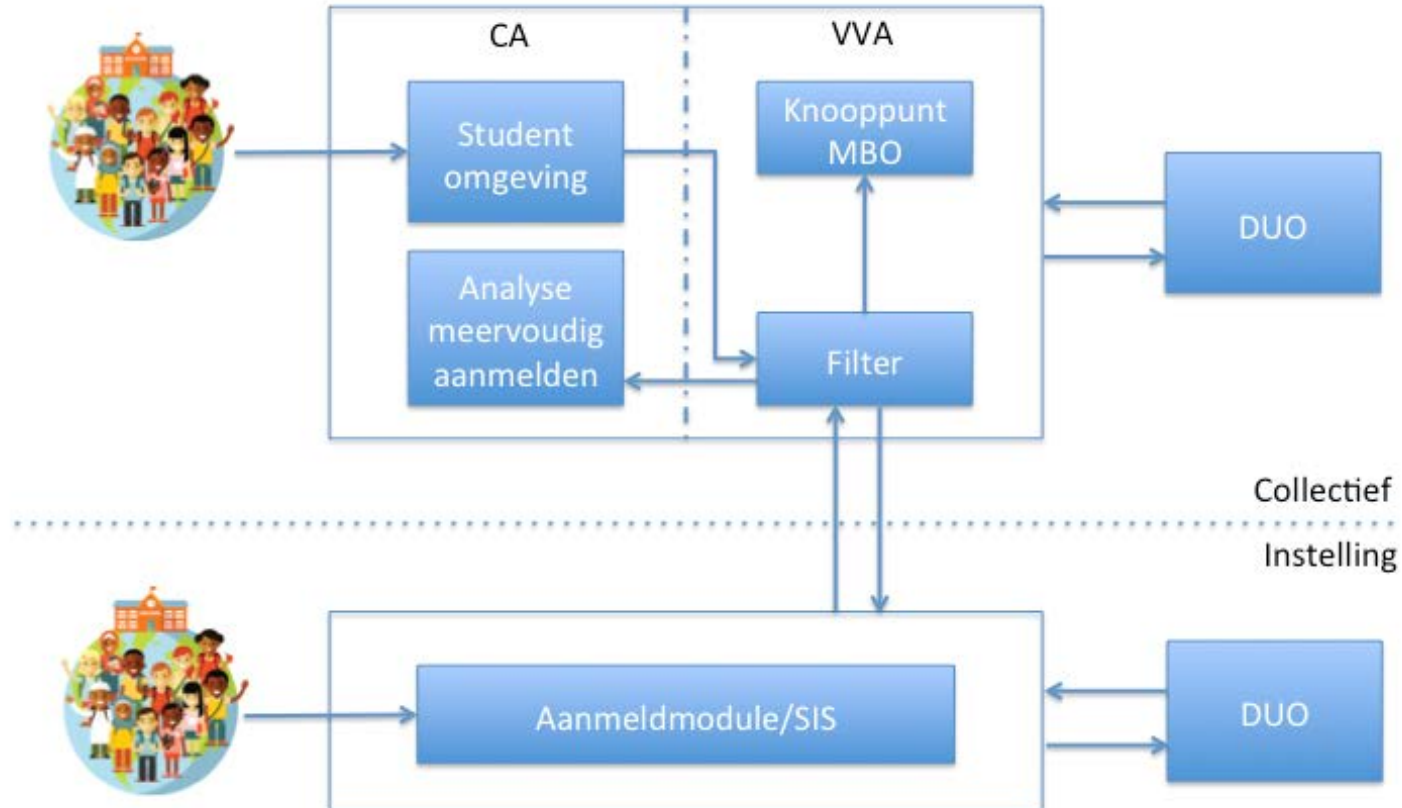 CA
VVA
Student
omgeving
Knooppunt
MBO
DUO
Analyse
meervoudig
aanmelden
Filter
Collectief
Instelling
Aanmeldmodule/SIS
DUO